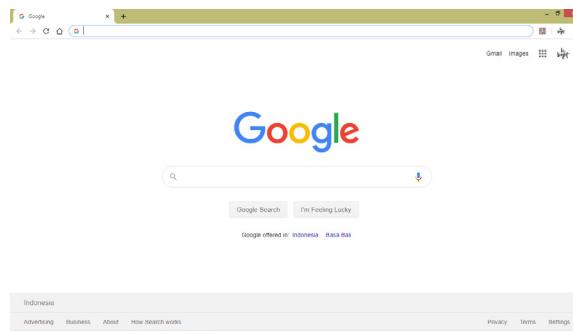 Google
Gmail Images
Google
Google Search I'm Feeling Lucky
Google offered in: Indonesia Basa Bali
Indonesia
Advertising Business About How Search works
Privacy Terms Settings